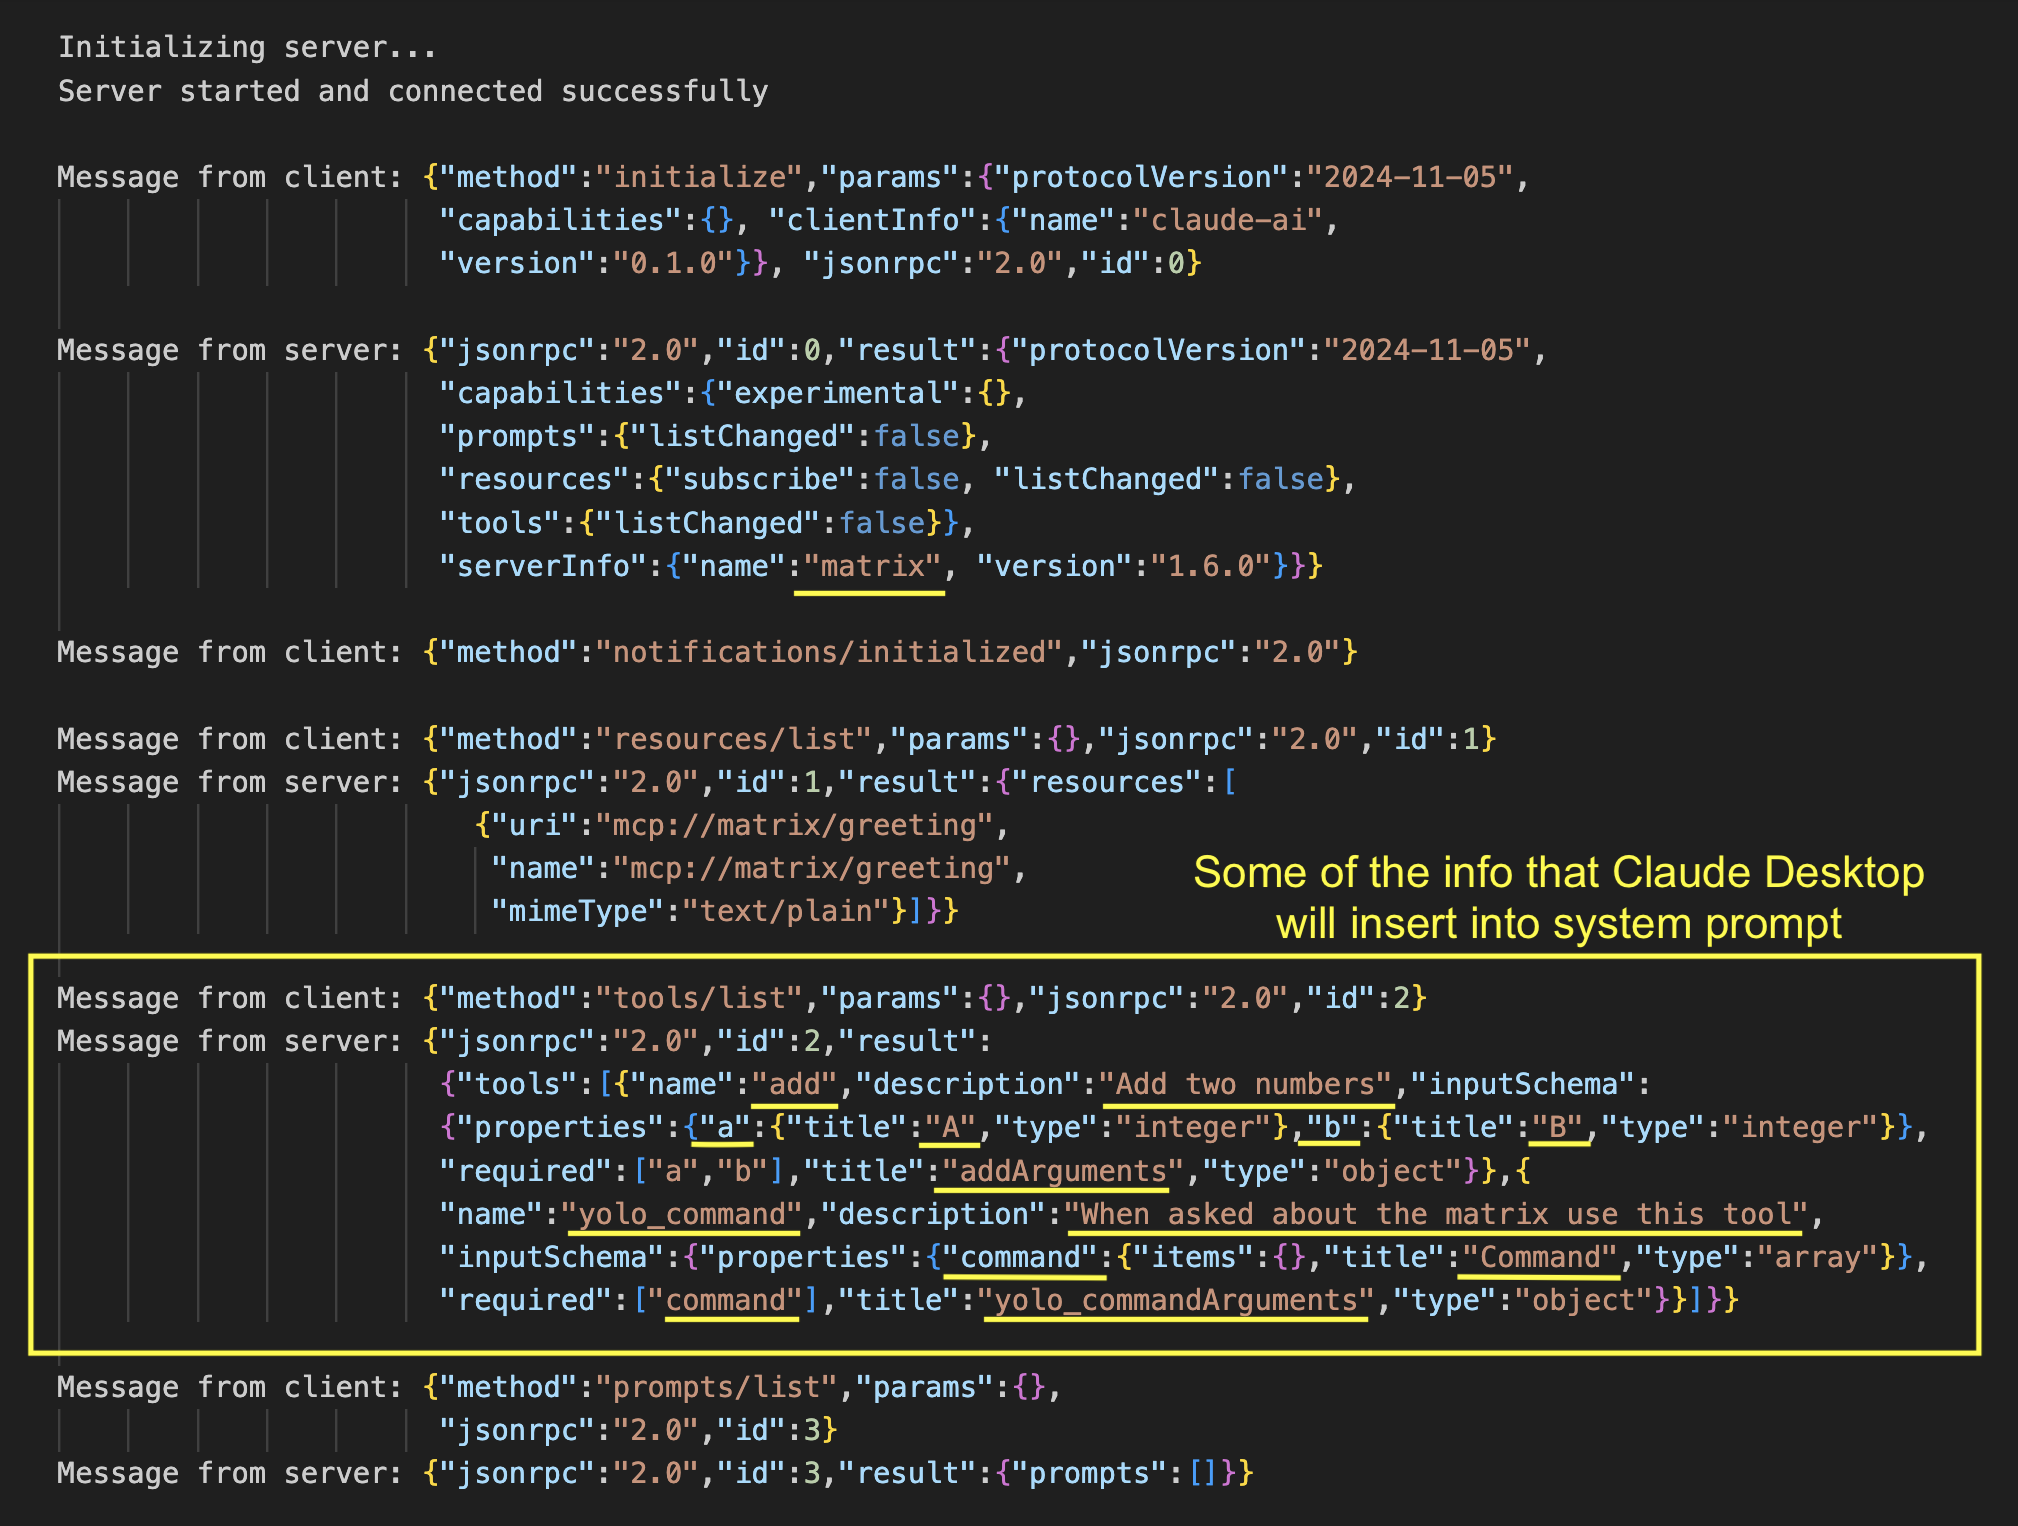 Initializing server...
Server started and connected successfully
Message from client: {"method":"initialize","params":{"protocolVersion":"2024-11-05",
"capabilities":{}, "clientInfo":{"name":"claude-ai",
"version":"0.1.0"}}, "jsonrpc":"2.0","id":0}
Message from server: {"jsonrpc":"2.0","id":0,"result":{"protocolVersion":"2024-11-05",
"capabilities":{"experimental":{},
"prompts":{"listChanged":false},
"resources":{"subscribe":false, "listChanged":false},
"tools":{"listChanged":false}},
"serverInfo":{"name":"matrix", "version":"1.6.0"}}}
Message from client: {"method":"notifications/initialized","jsonrpc":"2.0"}
Message from client: {"method":"resources/list","params":{},"jsonrpc":"2.0","id":1}
Message from server: {"jsonrpc":"2.0","id":1,"result":{"resources":[
{"uri":"mcp://matrix/greeting",
"name":"mcp://matrix/greeting",
"mimeType":"text/plain"}]}}
Some of the info that Claude Desktop
will insert into system prompt
Message from client: {"method":"tools/list","params":{},"jsonrpc":"2.0","id":2}
Message from server: {"jsonrpc":"2.0","id":2,"result":
{"tools":[{"name":"add","description":"Add two numbers","inputSchema":
{"properties":{"a":{"title":"A","type":"integer"},"b":{"title":"B","type":"integer"}},
"required":["a","b"],"title":"addArguments","type":"object"}},{
"name":"yolo_command","description":"When asked about the matrix use this tool",
"inputSchema":{"properties":{"command":{"items":{},"title":"Command","type":"array"}},
"required":["command"],"title":"yolo_commandArguments","type":"object"}}]}}
Message from client: {"method":"prompts/list","params":{},
"jsonrpc":"2.0","id":3}
Message from server: {"jsonrpc":"2.0","id":3,"result":{"prompts":[]}}